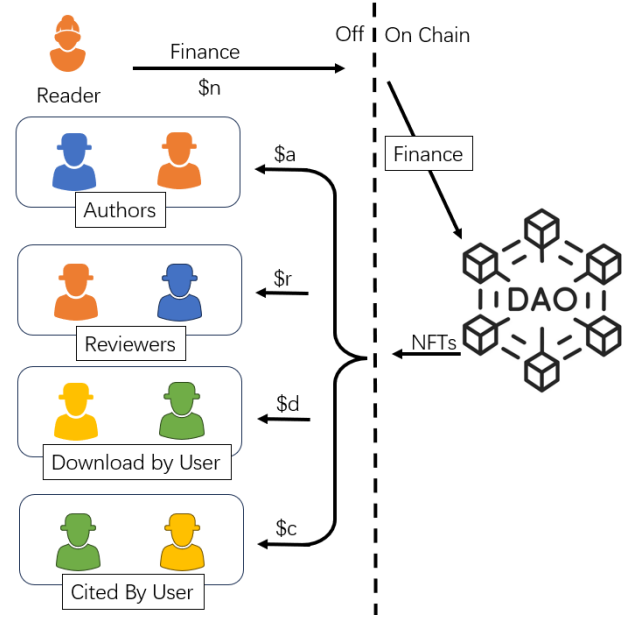 Off
On Chain
Finance
$n
Reader
$a
Finance
Authors
$r
DAO
Reviewers
NFTs
$d
Download by User
$c
Cited By User